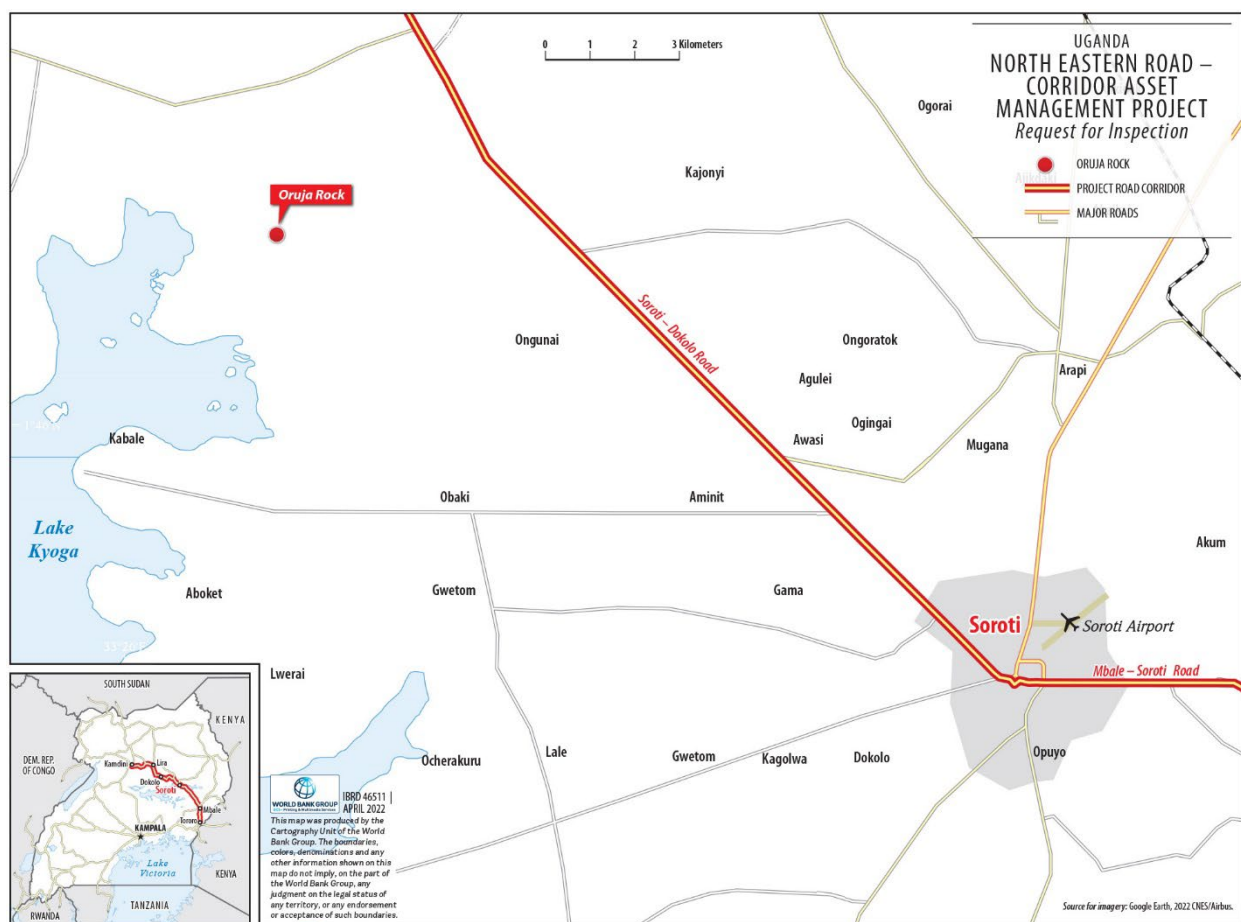 0 1 2 3 Kilometers
UGANDA
NORTH EASTERN ROAD –
CORRIDOR ASSET
MANAGEMENT PROJECT
Request for Inspection
ORUJA ROCK
PROJECT ROAD CORRIDOR
MAJOR ROADS
Ogorai
Kajonyi
Oruja Rock
Soroti – Dokolo Road
Ongunai
Ongoratok
Agulei
Arapi
Ogingai
Awasi
Mugana
Kabale
Obaki
Aminit
Lake
Kyoga
Akum
Aboket
Gwetom
Gama
Soroti
Soroti Airport
Mbale – Soroti Road
Lwerai
Ocherakuru
Lale
Gwetom
Kagolwa
Dokolo
Opuyo
SOUTH SUDAN
KENYA
DEM. REP.
OF CONGO
Kamdini
Lira
Dokolo
Soroti
Mbale
Tororo
KAMPALA
Lake
Victoria
KENYA
RWANDA
TANZANIA
WORLD BANK GROUP
IBRD 46511 |
APRIL 2022
This map was produced by the
Cartography Unit of the World
Bank Group. The boundaries,
colors, denominations and any
other information shown on this
map do not imply, on the part of
the World Bank Group, any
judgment on the legal status of
any territory, or any endorsement
or acceptance of such boundaries.
Source for imagery: Google Earth, 2022 CNES/Airbus.